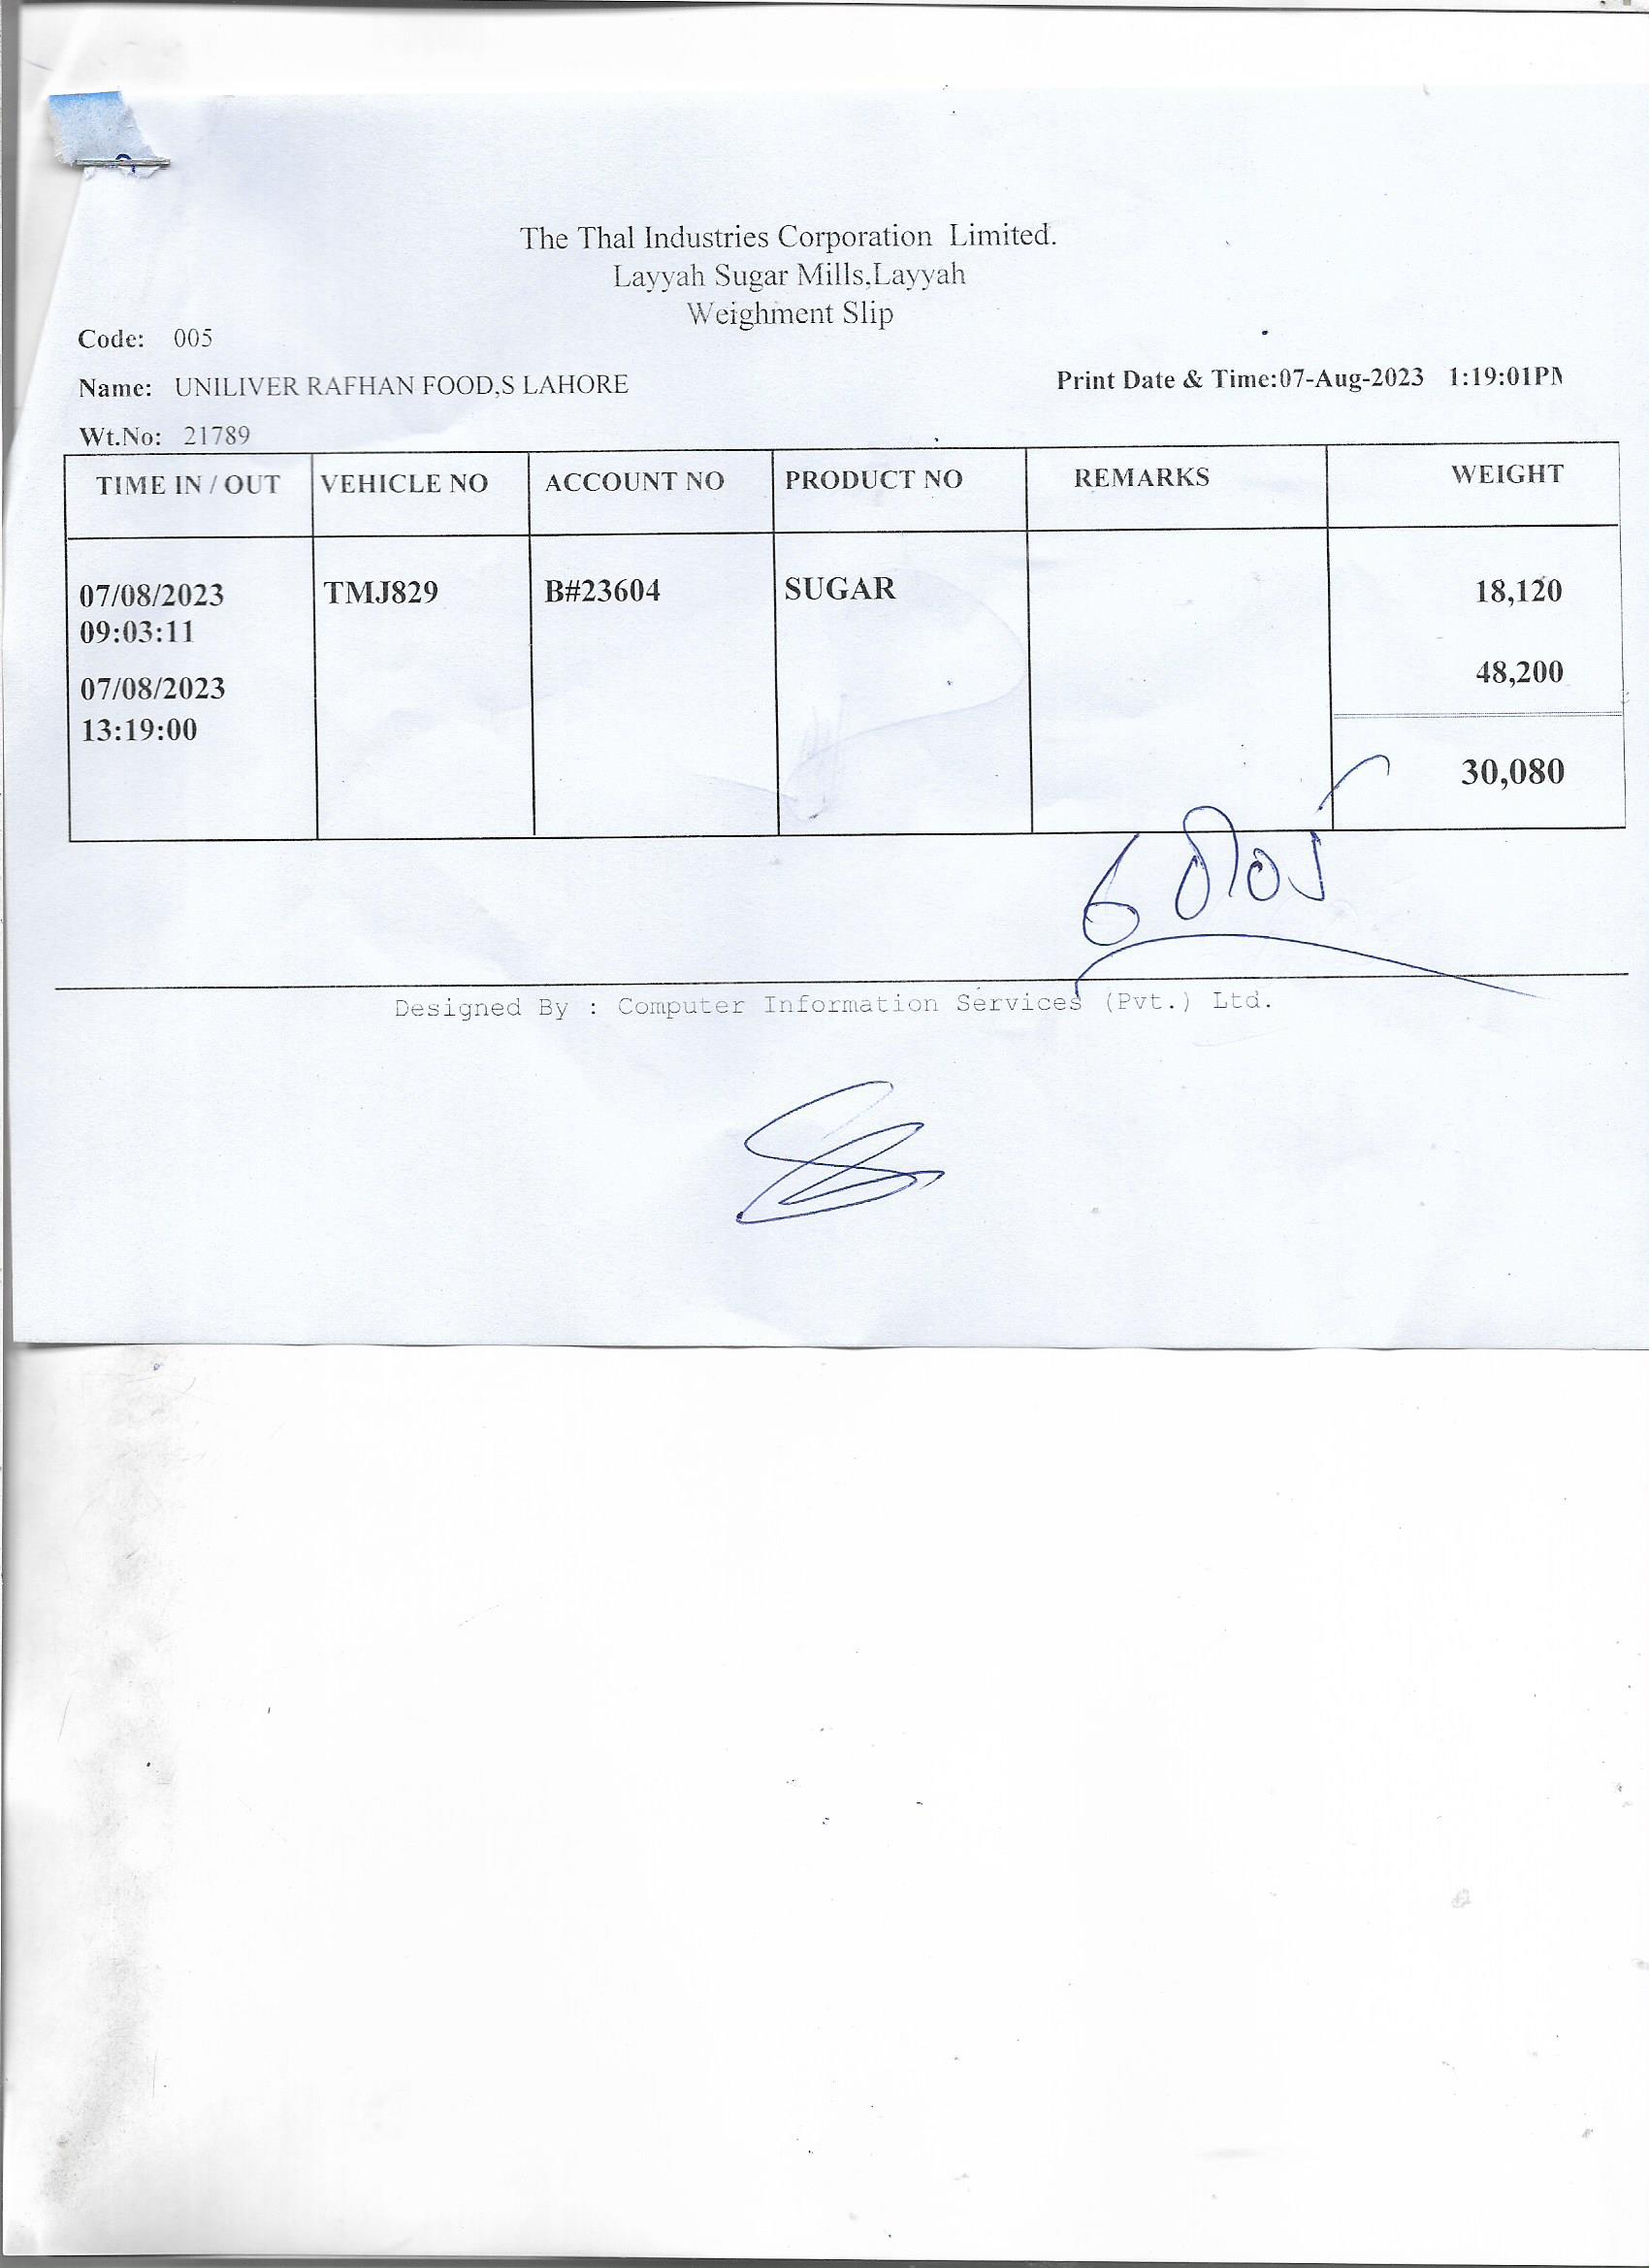 The Thal Industries Corporation Limited.
Layyah Sugar Mills,Layyah
Weighment Slip
Code: 005
Name: UNILIVER RAFHAN FOOD,S LAHORE
Print Date & Time:07-Aug-2023 1:19:01PM
Wt.No: 21789
TIME IN / OUT VEHICLE NO ACCOUNT NO PRODUCT NO REMARKS WEIGHT
07/08/2023 TMJ829 B#23604 SUGAR 18,120
09:03:11
07/08/2023 48,200
13:19:00
30,080
Designed By : Computer Information Services (Pvt.) Ltd.